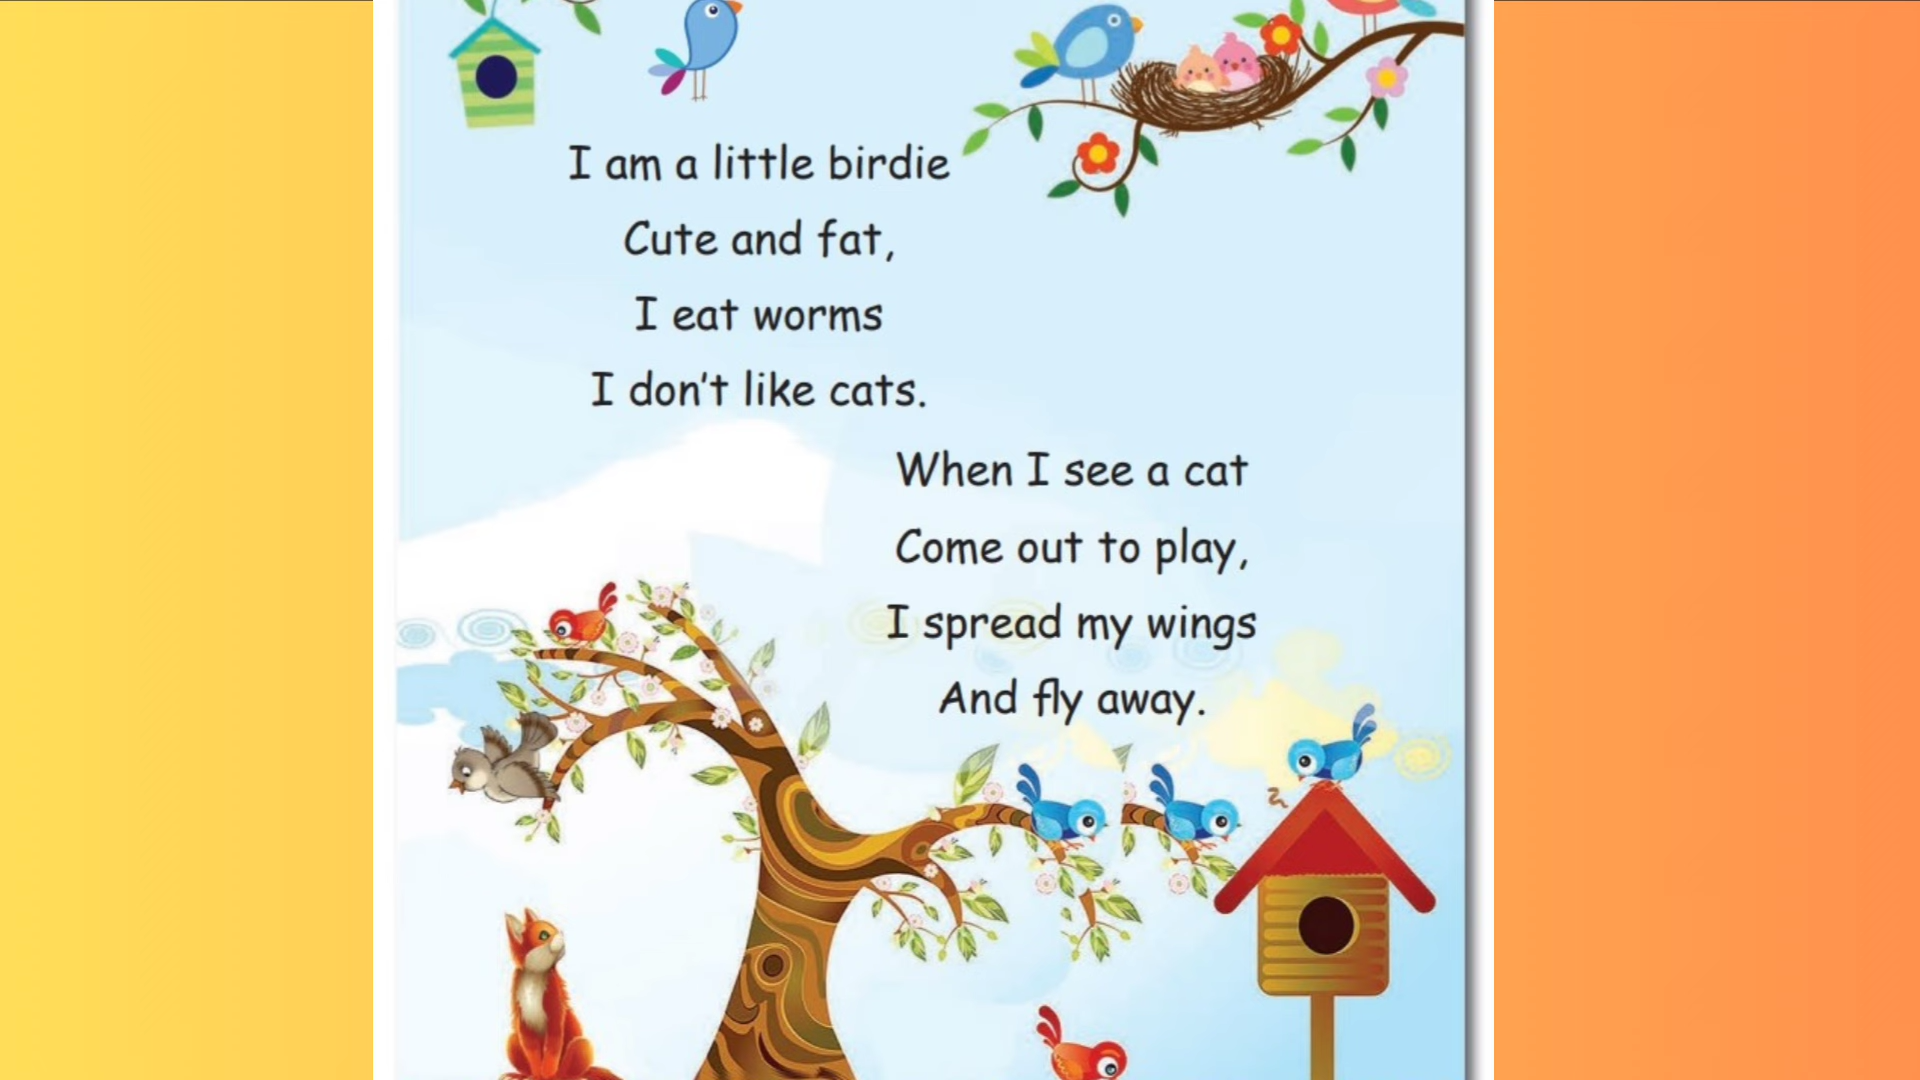 I am a little birdie
Cute and fat,
I eat worms
I don't like cats.
When I see a cat
Come out to play,
I spread my wings
And fly away.